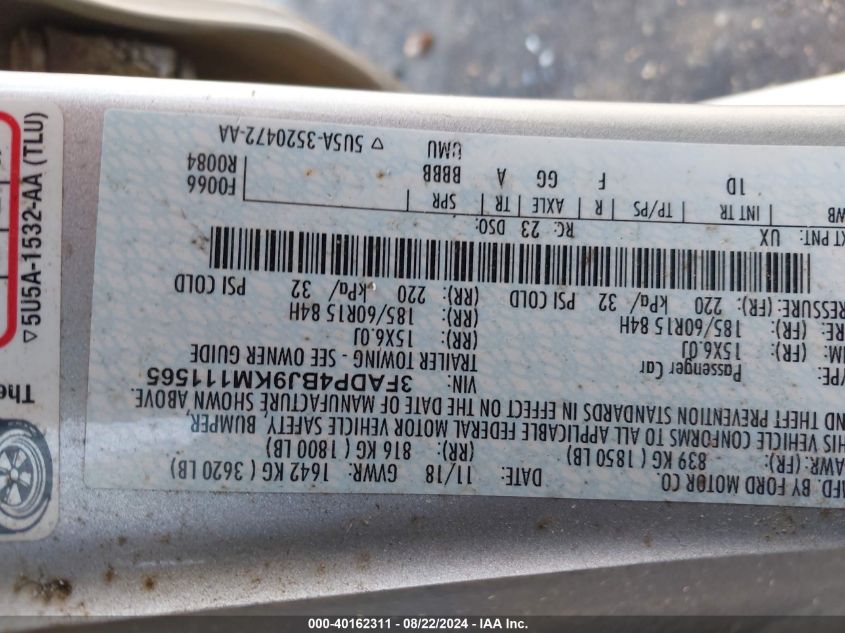 MFD. BY FORD MOTOR CO.
DATE: 11/18 GVWR: 1642 KG ( 3620 LB)
GAWR: (FR): 839 KG ( 1850 LB) (RR): 816 KG ( 1800 LB)
THIS VEHICLE CONFORMS TO ALL APPLICABLE FEDERAL MOTOR VEHICLE SAFETY, BUMPER,
AND THEFT PREVENTION STANDARDS IN EFFECT ON THE DATE OF MANUFACTURE SHOWN ABOVE.
VIN: 3FADP4BJ9KM111565
TYPE: Passenger Car TRAILER TOWING - SEE OWNER GUIDE
15X6.0J 15X6.0J
(FR): 185/60R15 84H (RR): 185/60R15 84H
PRESSURE: (FR): 220 kPa/ 32 PSI COLD (RR): 220 kPa/ 32 PSI COLD
EXT PNT: UX RC: 23 DSO:
WB INT TR TP/PS R AXLE TR SPR F0066
1D F GG A BBBB R0084
UMU ▽ 5U5A-3520472-AA
▽5U5A-1532-AA (TLU)
The
000-40162311 - 08/22/2024 - IAA Inc.